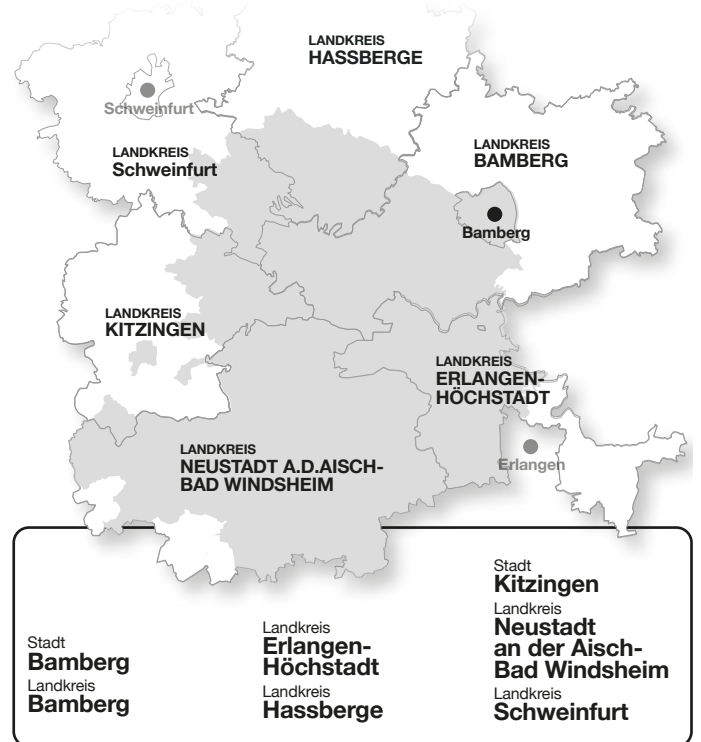 LANDKREIS
HASSBERGE
Schweinfurt
LANDKREIS
Schweinfurt
LANDKREIS
BAMBERG
Bamberg
LANDKREIS
KITZINGEN
LANDKREIS
ERLANGEN-
HÖCHSTADT
Erlangen
LANDKREIS
NEUSTADT A.D.AISCH-
BAD WINDSHEIM
Stadt
Bamberg
Landkreis
Bamberg
Landkreis
Erlangen-
Höchstadt
Landkreis
Hassberge
Stadt
Kitzingen
Landkreis
Neustadt
an der Aisch-
Bad Windsheim
Landkreis
Schweinfurt